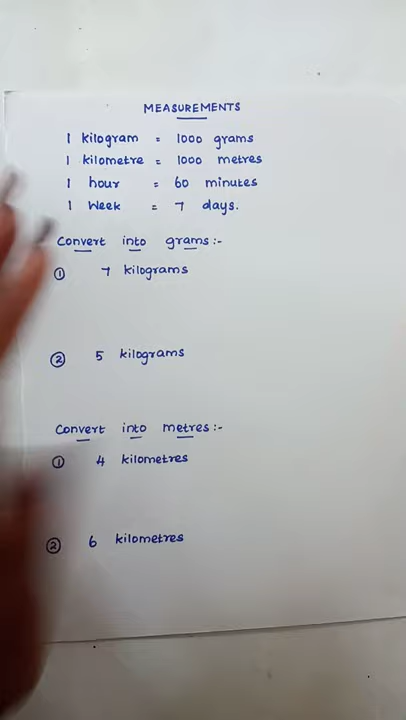 MEASUREMENTS
1 kilogram = 1000 grams
1 kilometre = 1000 metres
1 hour = 60 minutes
1 Week = 7 days.
Convert into grams:-
① 7 kilograms
② 5 kilograms
Convert into metres:-
① 4 kilometres
② 6 kilometres